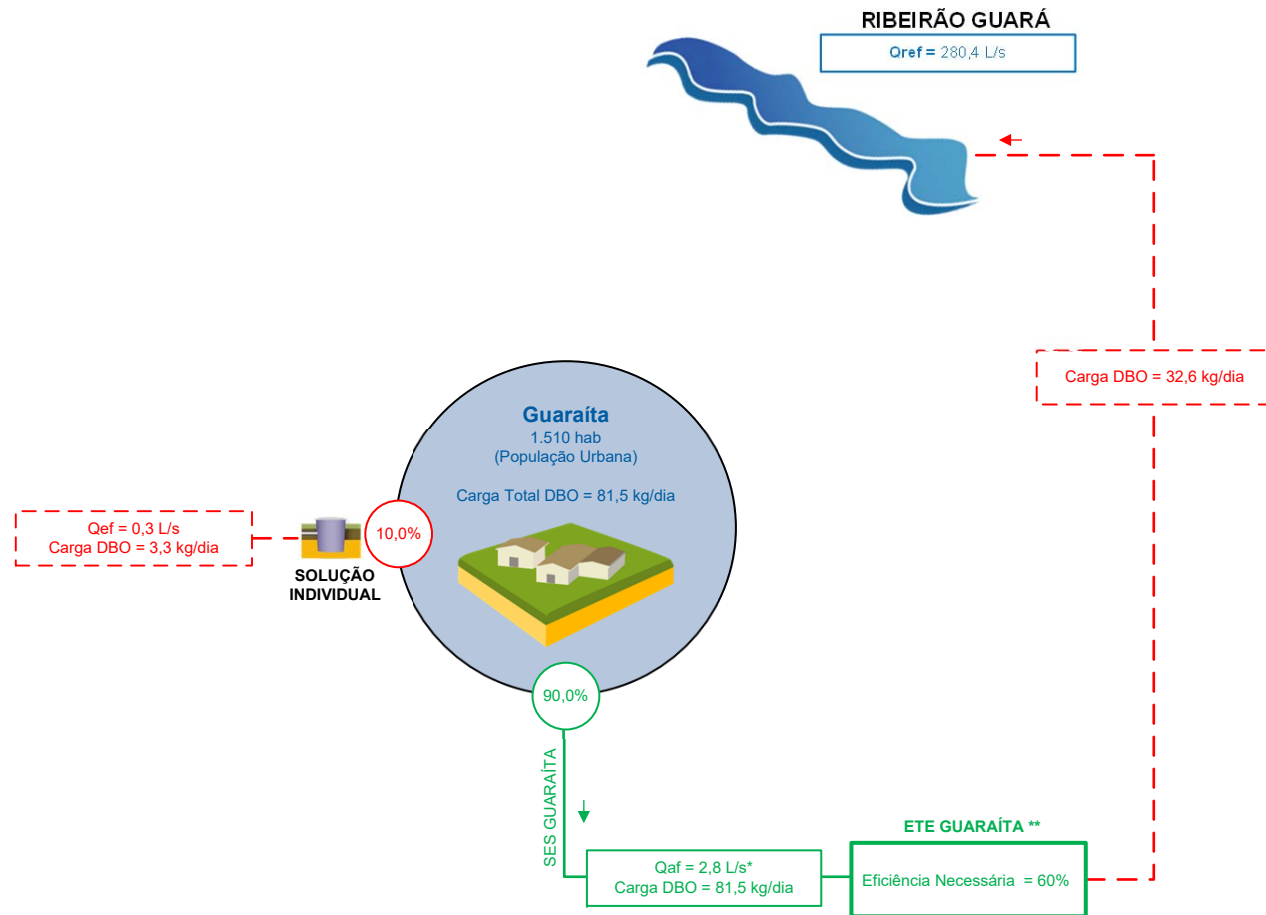 RIBEIRÃO GUARÁ
Qref = 280,4 L/s
Carga DBO = 32,6 kg/dia
Guaraíta
1.510 hab
(População Urbana)
Carga Total DBO = 81,5 kg/dia
10,0%
Qef = 0,3 L/s
Carga DBO = 3,3 kg/dia
SOLUÇÃO
INDIVIDUAL
90,0%
SES GUARAÍTA
Qaf = 2,8 L/s*
Carga DBO = 81,5 kg/dia
ETE GUARAÍTA **
Eficiência Necessária = 60%